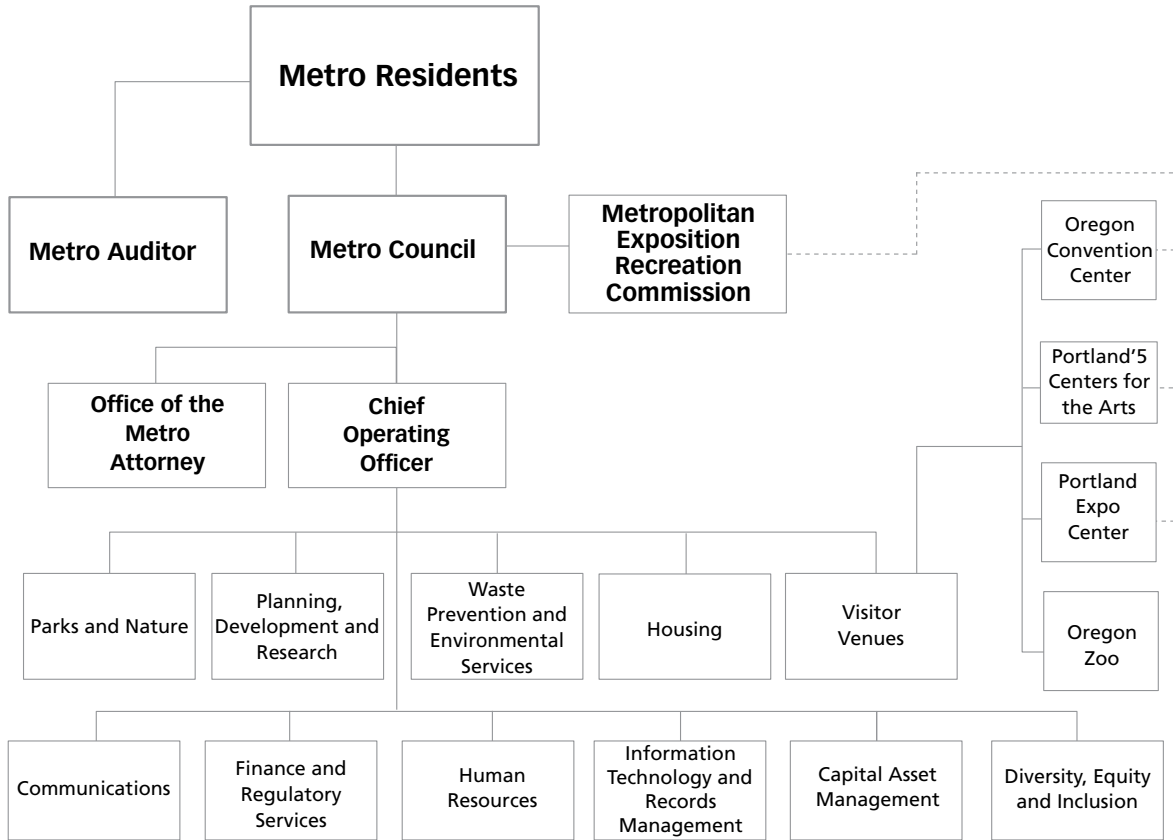 Metro Residents
Metro Auditor
Metro Council
Metropolitan
Exposition
Recreation
Commission
Oregon
Convention
Center
Portland'5
Centers for
the Arts
Portland
Expo
Center
Oregon
Zoo
Office of the
Metro
Attorney
Chief
Operating
Officer
Parks and Nature
Planning,
Development and
Research
Waste
Prevention and
Environmental
Services
Housing
Visitor
Venues
Communications
Finance and
Regulatory
Services
Human
Resources
Information
Technology and
Records
Management
Capital Asset
Management
Diversity, Equity
and Inclusion